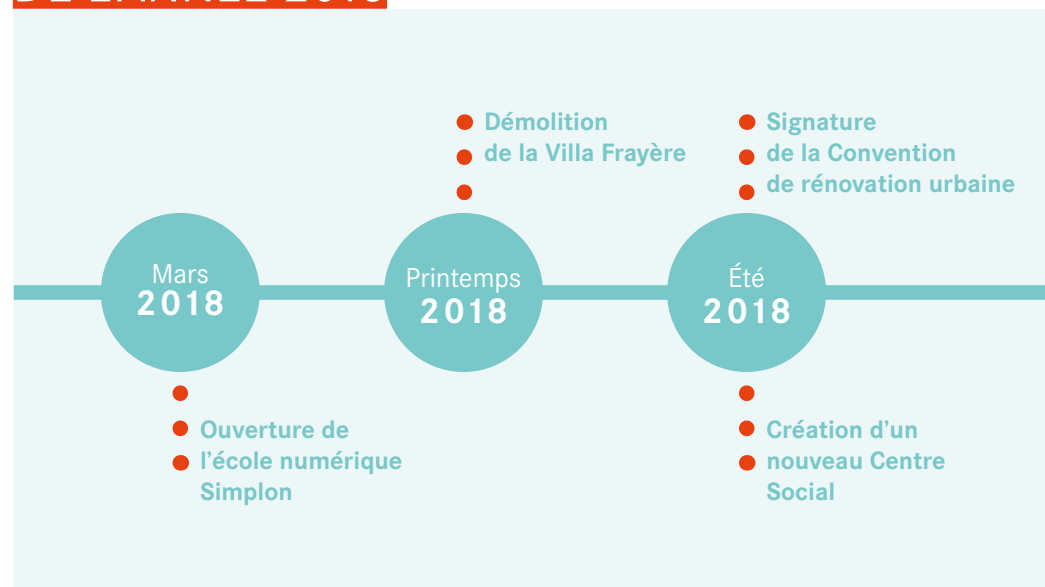 Démolition
de la Villa Frayère
Signature
de la Convention
de rénovation urbaine
Mars
2018
Printemps
2018
Été
2018
Ouverture de
l'école numérique
Simplon
Création d'un
nouveau Centre
Social